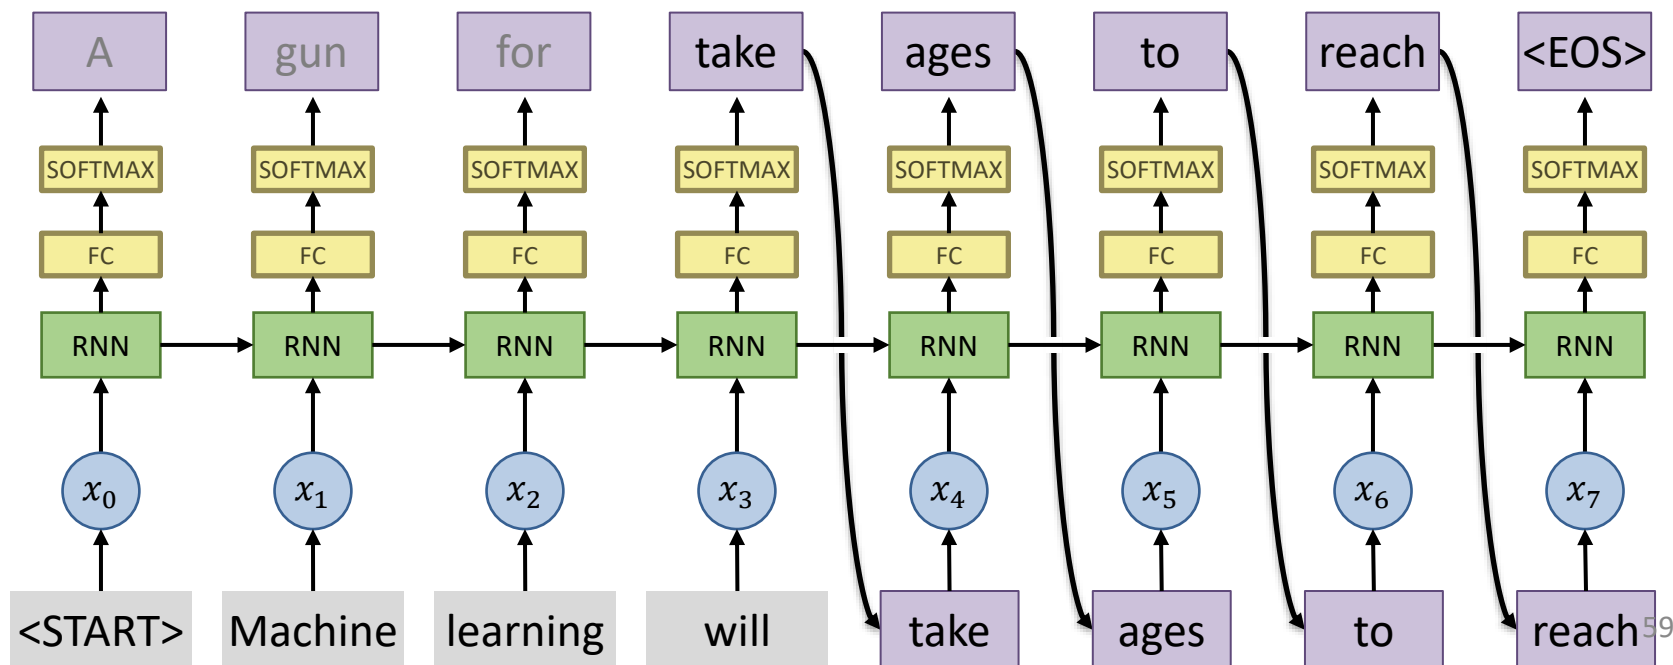 A gun for take ages to reach <EOS>
SOFTMAX SOFTMAX SOFTMAX SOFTMAX SOFTMAX SOFTMAX SOFTMAX SOFTMAX
FC FC FC FC FC FC FC FC
RNN RNN RNN RNN RNN RNN RNN RNN
x₀ x₁ x₂ x₃ x₄ x₅ x₆ x₇
<START> Machine learning will take ages to reach 59